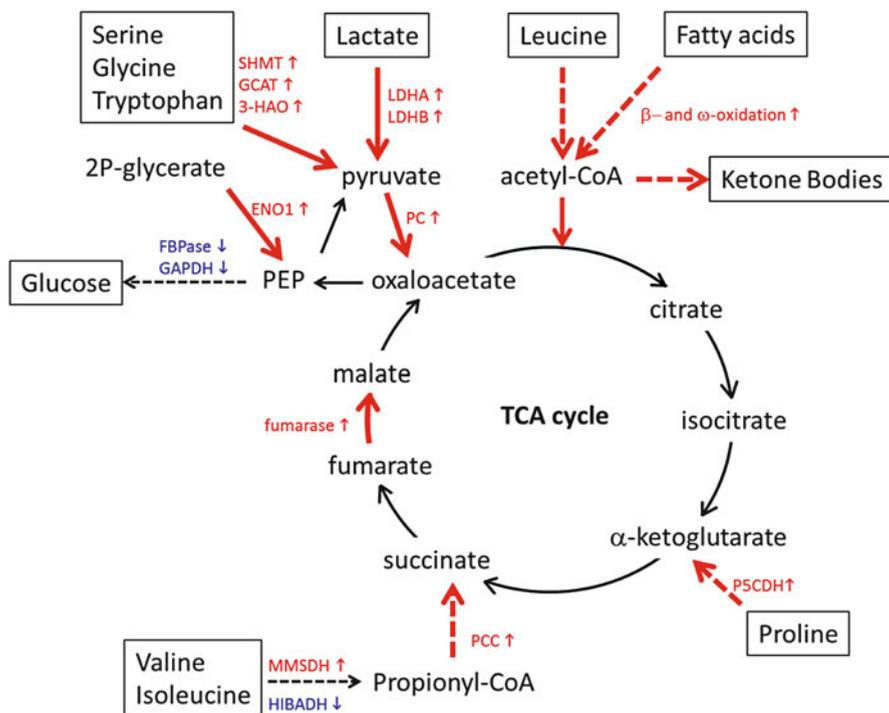 Serine
Glycine
Tryptophan
SHMT ↑
GCAT ↑
3-HAO ↑
Lactate
LDHA ↑
LDHB ↑
Leucine
Fatty acids
β– and ω-oxidation ↑
2P-glycerate
pyruvate
acetyl-CoA
Ketone Bodies
ENO1 ↑
PC ↑
FBPase ↓
GAPDH ↓
Glucose
PEP
oxaloacetate
citrate
malate
TCA cycle
isocitrate
fumarase ↑
fumarate
α-ketoglutarate
succinate
P5CDH↑
Proline
PCC ↑
Valine
Isoleucine
MMSDH ↑
HIBADH ↓
Propionyl-CoA